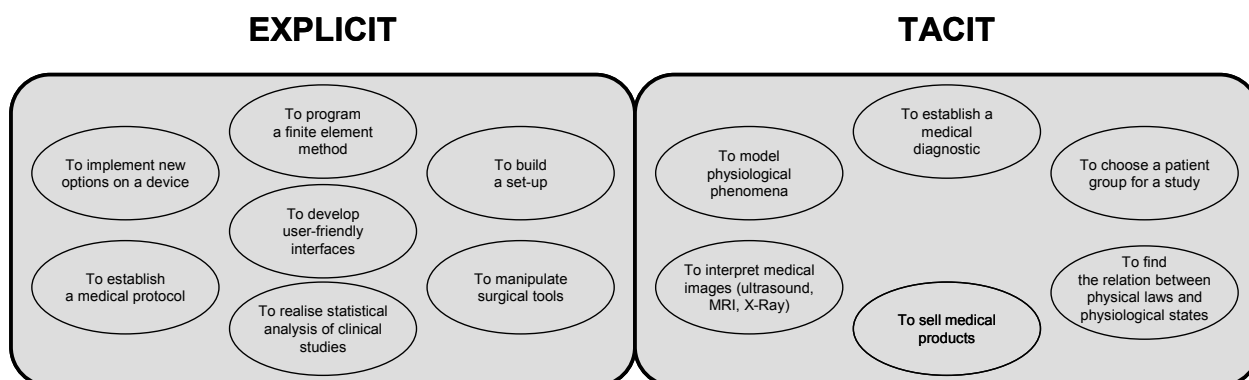 EXPLICIT
To program
a finite element
method
To implement new
options on a device
To build
a set-up
To develop
user-friendly
interfaces
To establish
a medical protocol
To manipulate
surgical tools
To realise statistical
analysis of clinical
studies
TACIT
To establish a
medical
diagnostic
To model
physiological
phenomena
To choose a patient
group for a study
To interpret medical
images (ultrasound,
MRI, X-Ray)
To find
the relation between
physical laws and
physiological states
To sell medical
products